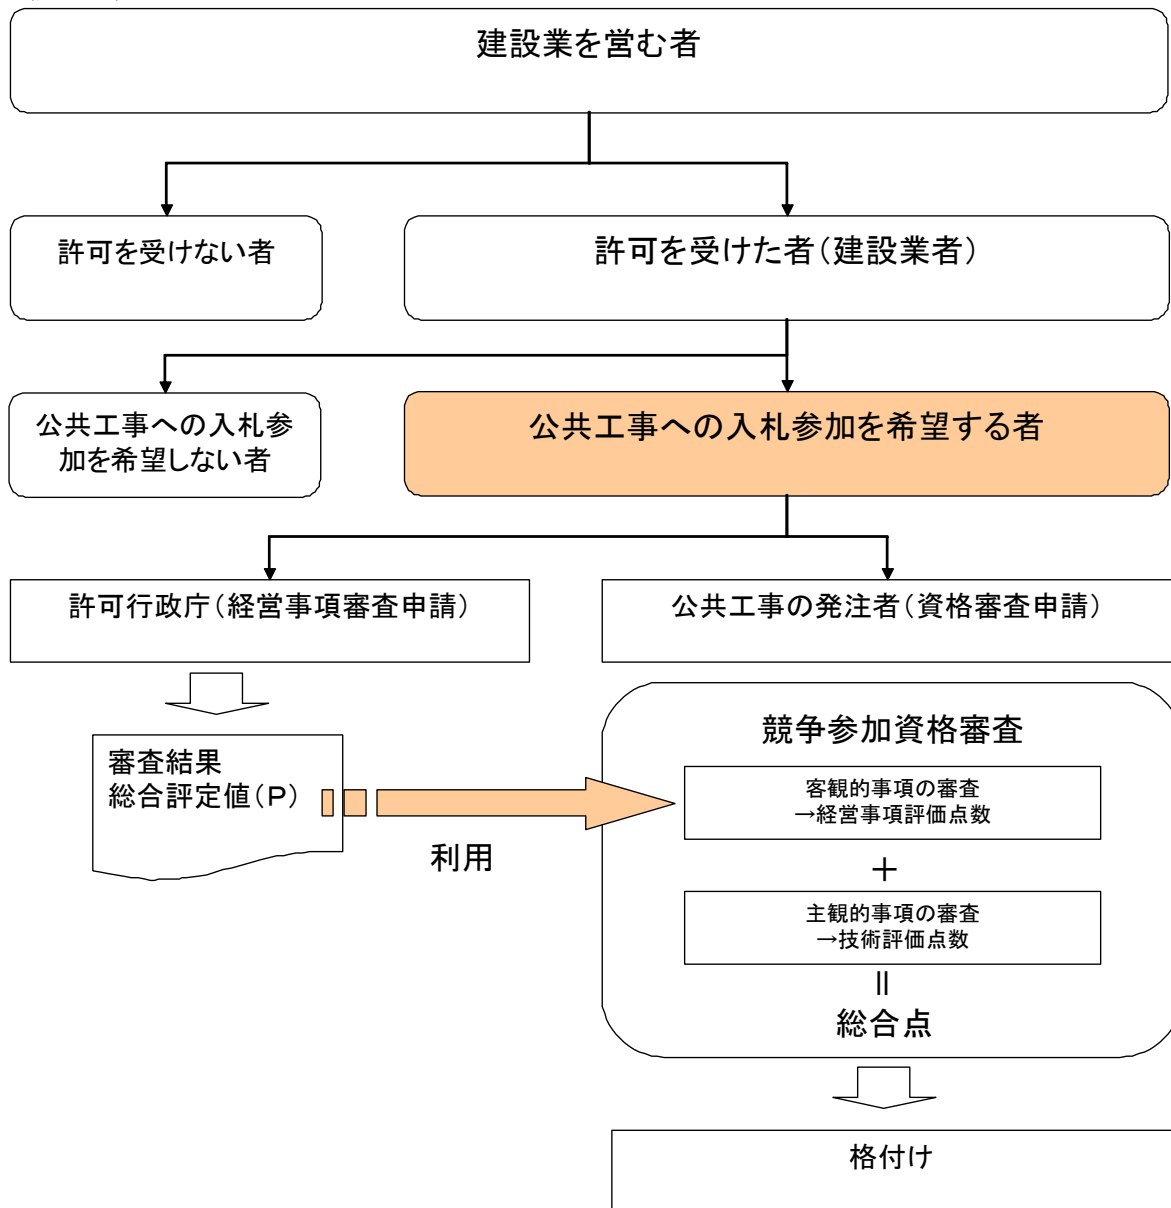 建設業を営む者
許可を受けない者
許可を受けた者(建設業者)
公共工事への入札参
加を希望しない者
公共工事への入札参加を希望する者
許可行政庁(経営事項審査申請)
公共工事の発注者(資格審査申請)
審査結果
総合評定値(P)
利用
競争参加資格審査
客観的事項の審査
→経営事項評価点数
+
主観的事項の審査
→技術評価点数
=
総合点
格付け